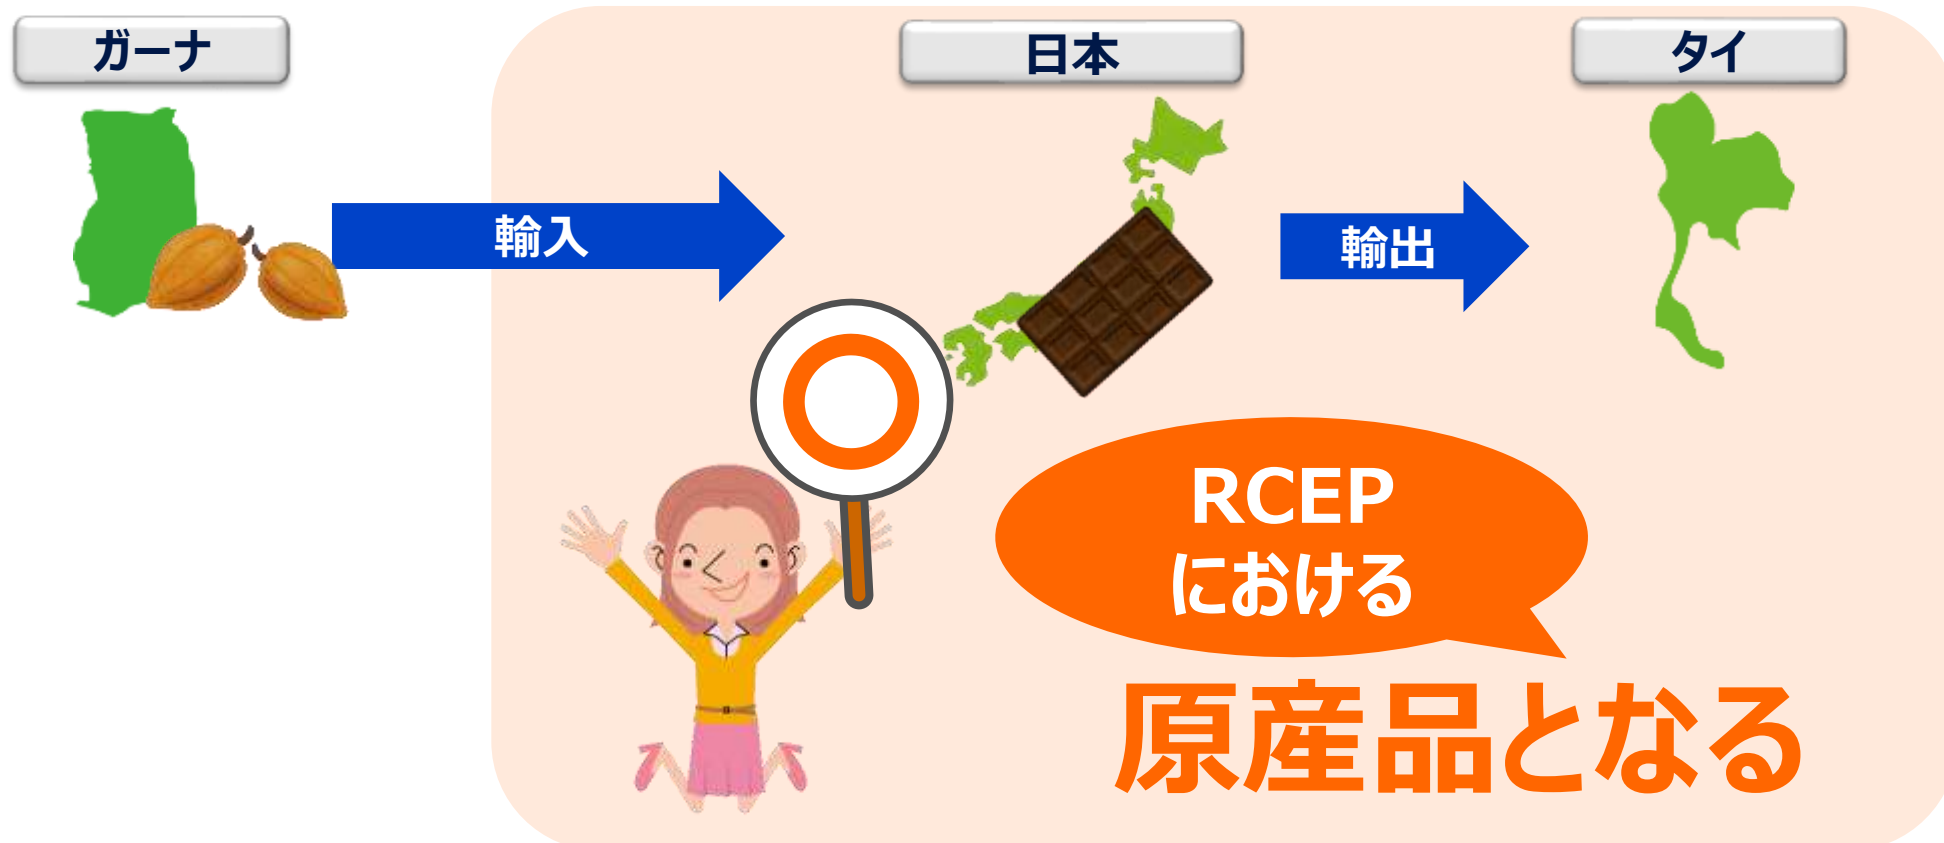 ガーナ
日本
タイ
輸入
輸出
RCEP
における
原産品となる